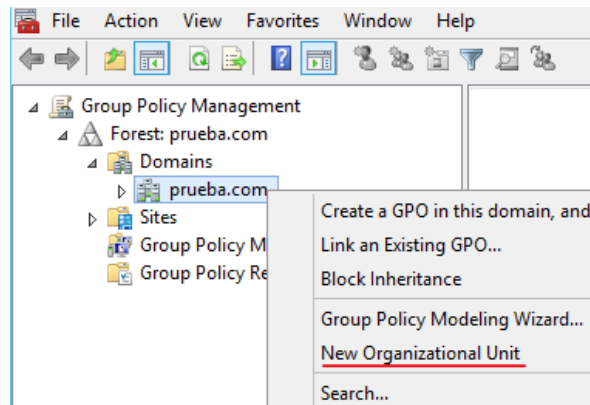 File Action View Favorites Window Help
Group Policy Management
Forest: prueba.com
Domains
prueba.com
Sites
Group Policy M
Group Policy Re
Create a GPO in this domain, and
Link an Existing GPO...
Block Inheritance
Group Policy Modeling Wizard...
New Organizational Unit
Search...